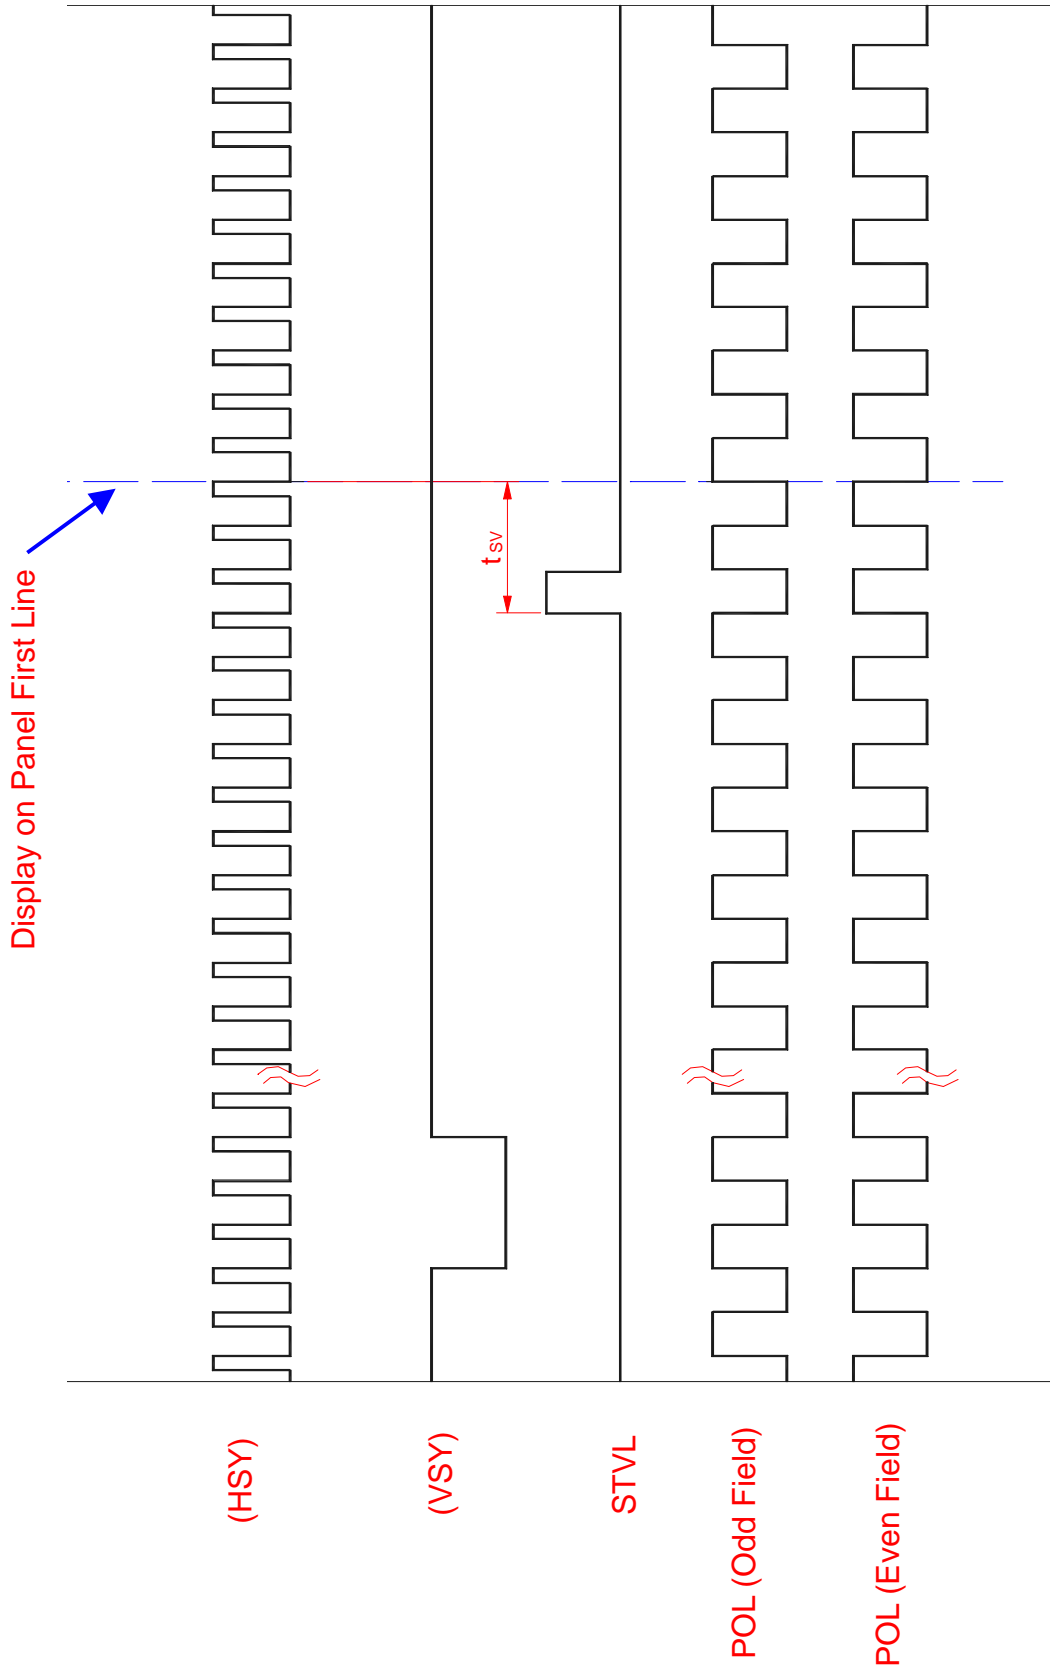 Display on Panel First Line
(HSY)
(VSY)
tsv
STVL
POL (Odd Field)
POL (Even Field)